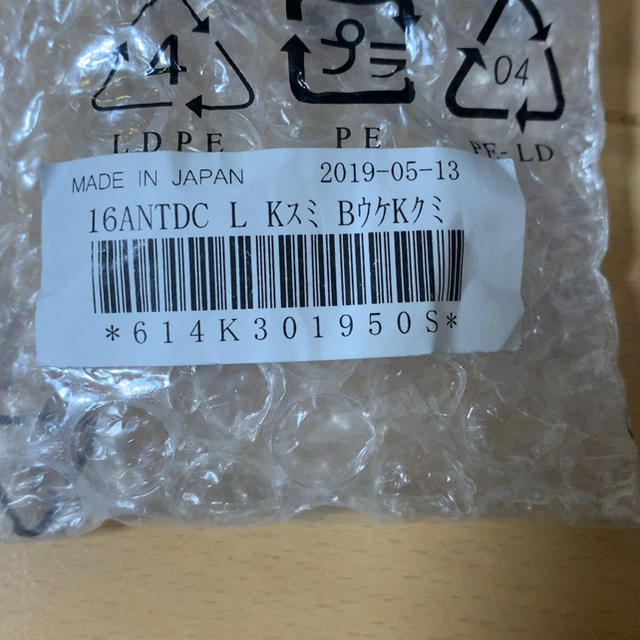 4 プラ 04
LDPE PE PE-LD
MADE IN JAPAN 2019-05-13
16ANTDC L Kスミ BウケKクミ
*614K301950S*